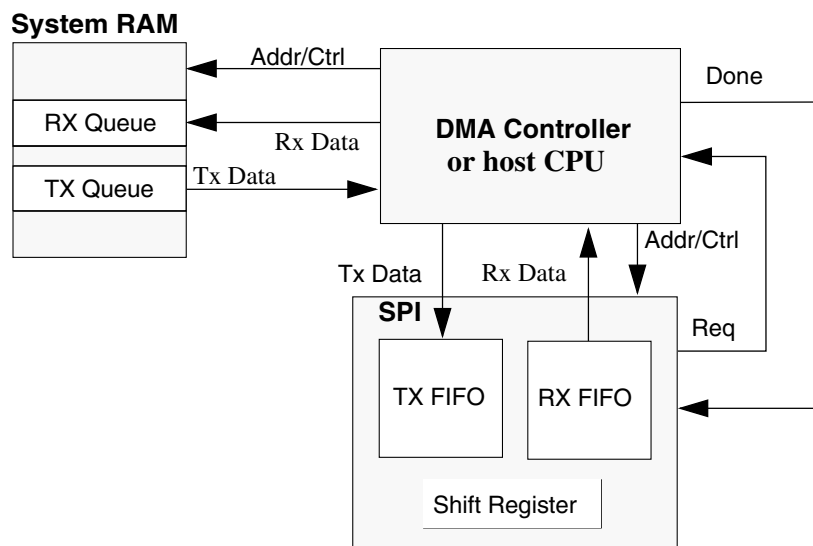 System RAM
Addr/Ctrl
Done
RX Queue
Rx Data
DMA Controller
or host CPU
TX Queue
Tx Data
Addr/Ctrl
Tx Data
Rx Data
SPI
Req
TX FIFO
RX FIFO
Shift Register